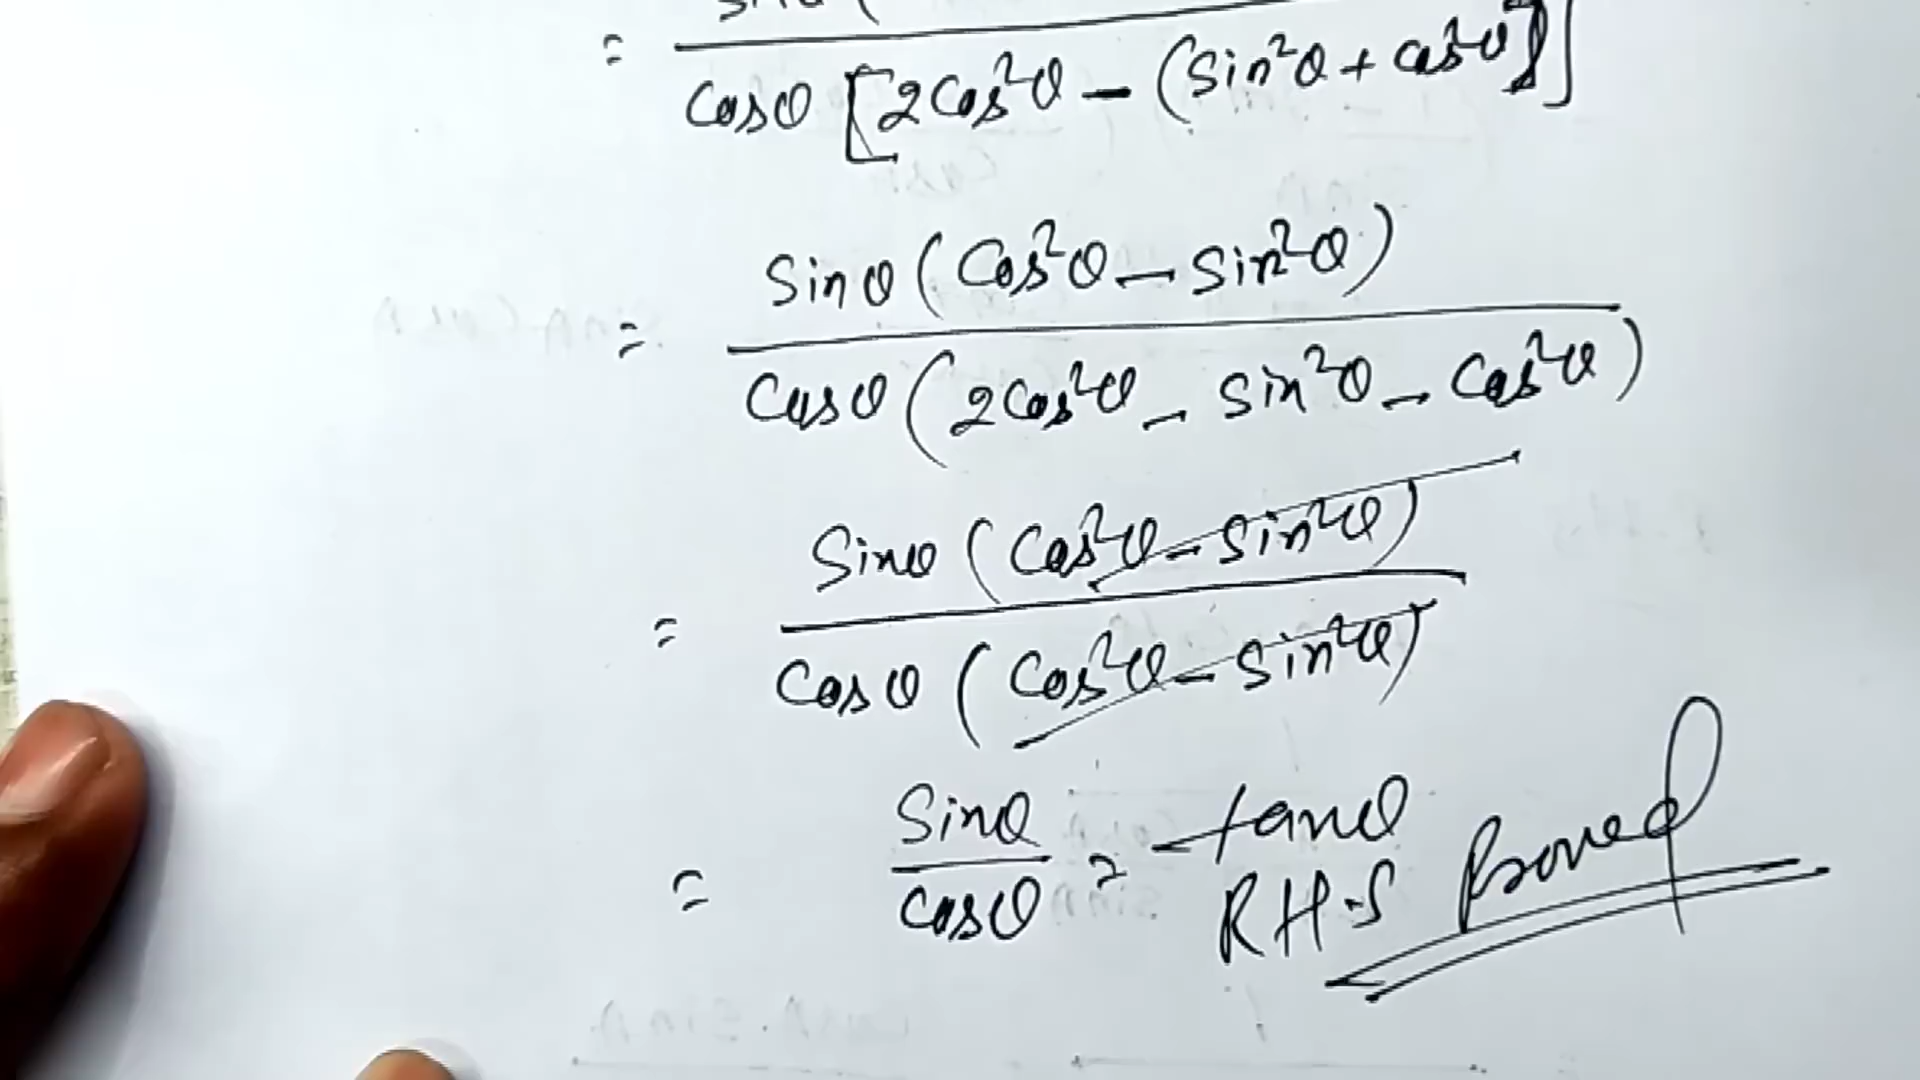 = Cosθ [2Cos²θ - (Sin²θ + Cos²θ)]
Sinθ (Cos²θ - Sin²θ)
= Cosθ (2Cos²θ - Sin²θ - Cos²θ)
Sinθ (Cos²θ - Sin²θ)
= Cosθ (Cos²θ - Sin²θ)
= Sinθ / Cosθ = tanθ
RH.S Proved